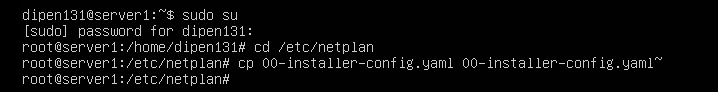 dipen131@server1:~$ sudo su
[sudo] password for dipen131:
root@server1:/home/dipen131# cd /etc/netplan
root@server1:/etc/netplan# cp 00-installer-config.yaml 00-installer-config.yaml~
root@server1:/etc/netplan#